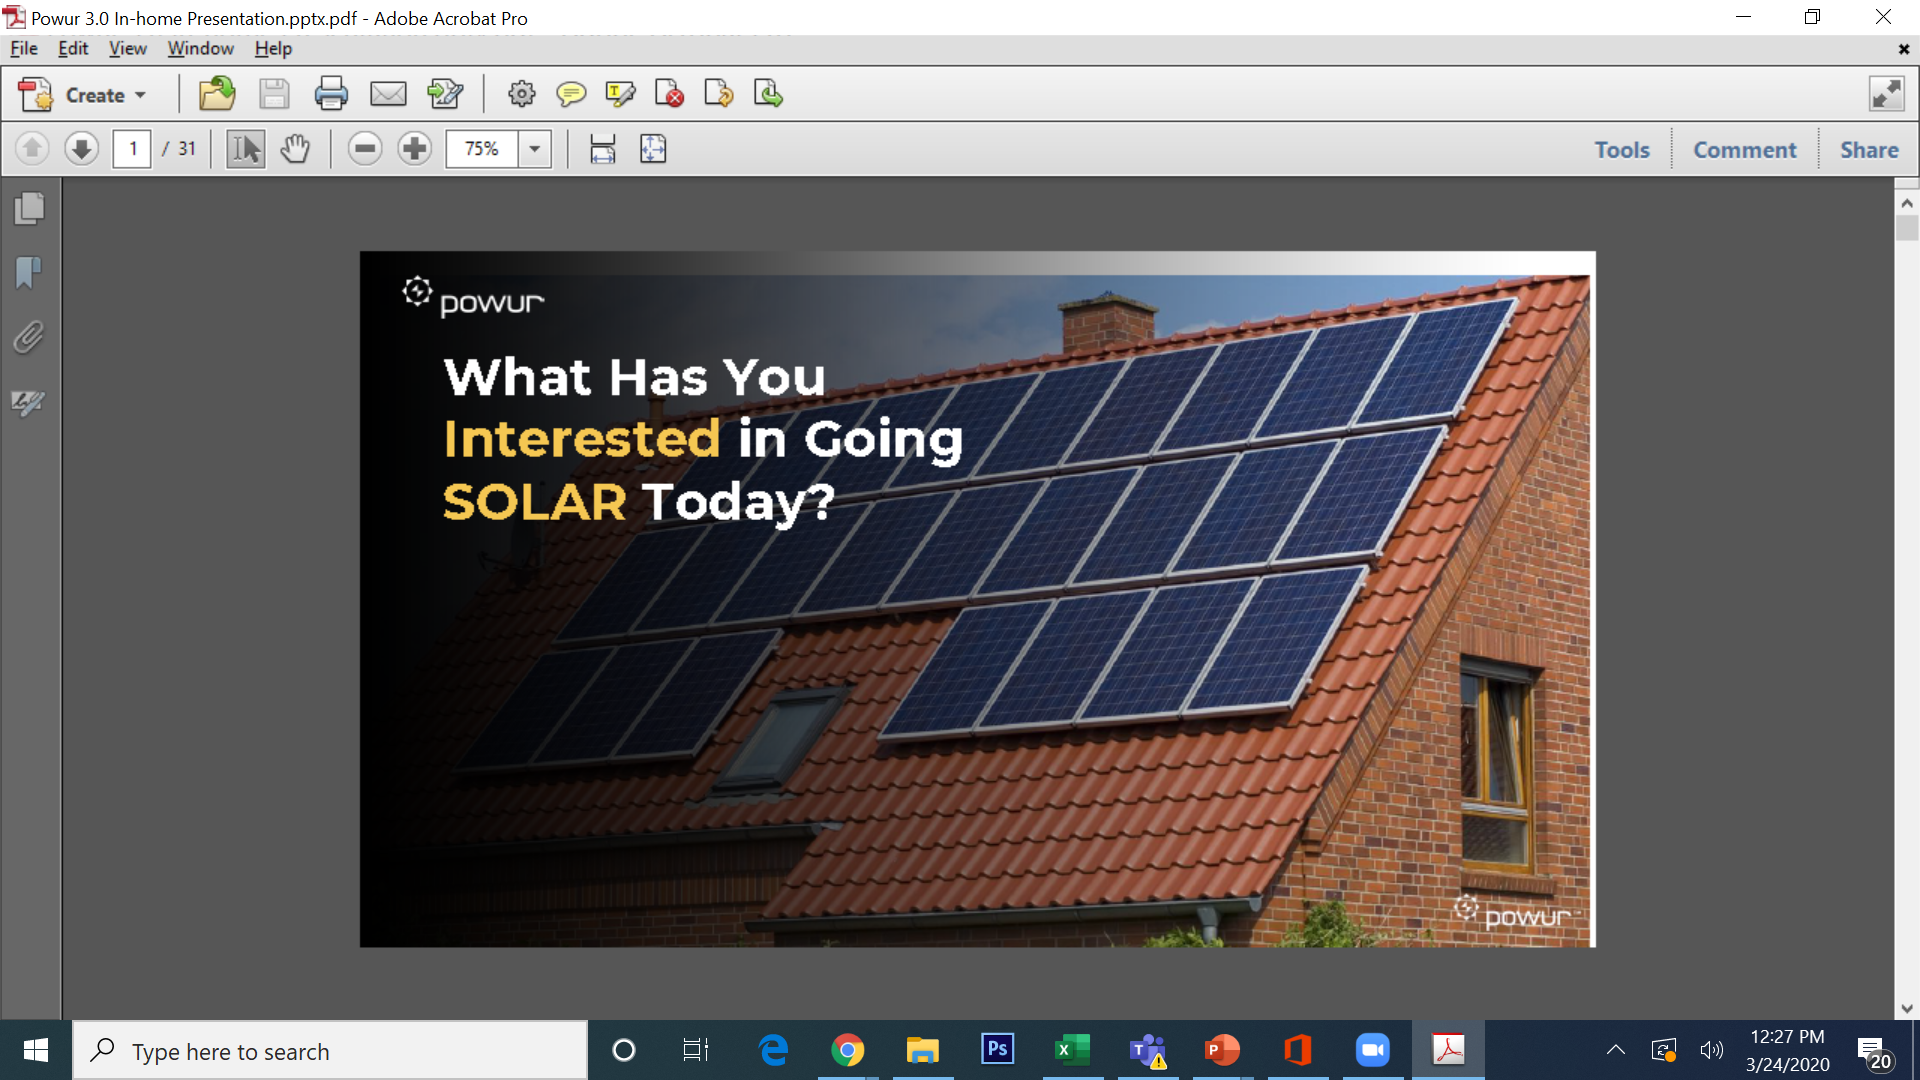 Powur 3.0 In-home Presentation.pptx.pdf - Adobe Acrobat Pro
File Edit View Window Help
Create
1 / 31 75% Tools Comment Share
powur
What Has You
Interested in Going
SOLAR Today?
powur
Type here to search
Ps
12:27 PM
3/24/2020
20